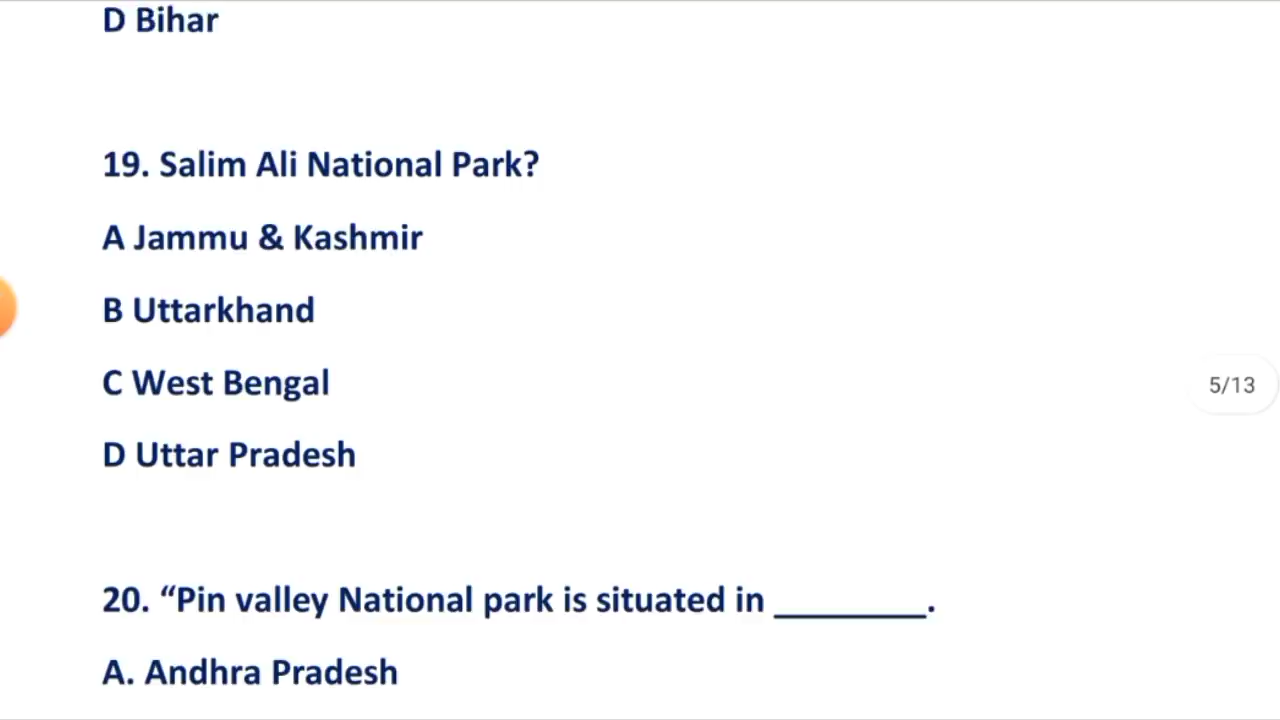 D Bihar
19. Salim Ali National Park?
A Jammu & Kashmir
B Uttarkhand
C West Bengal
5/13
D Uttar Pradesh
20. “Pin valley National park is situated in ________.
A. Andhra Pradesh